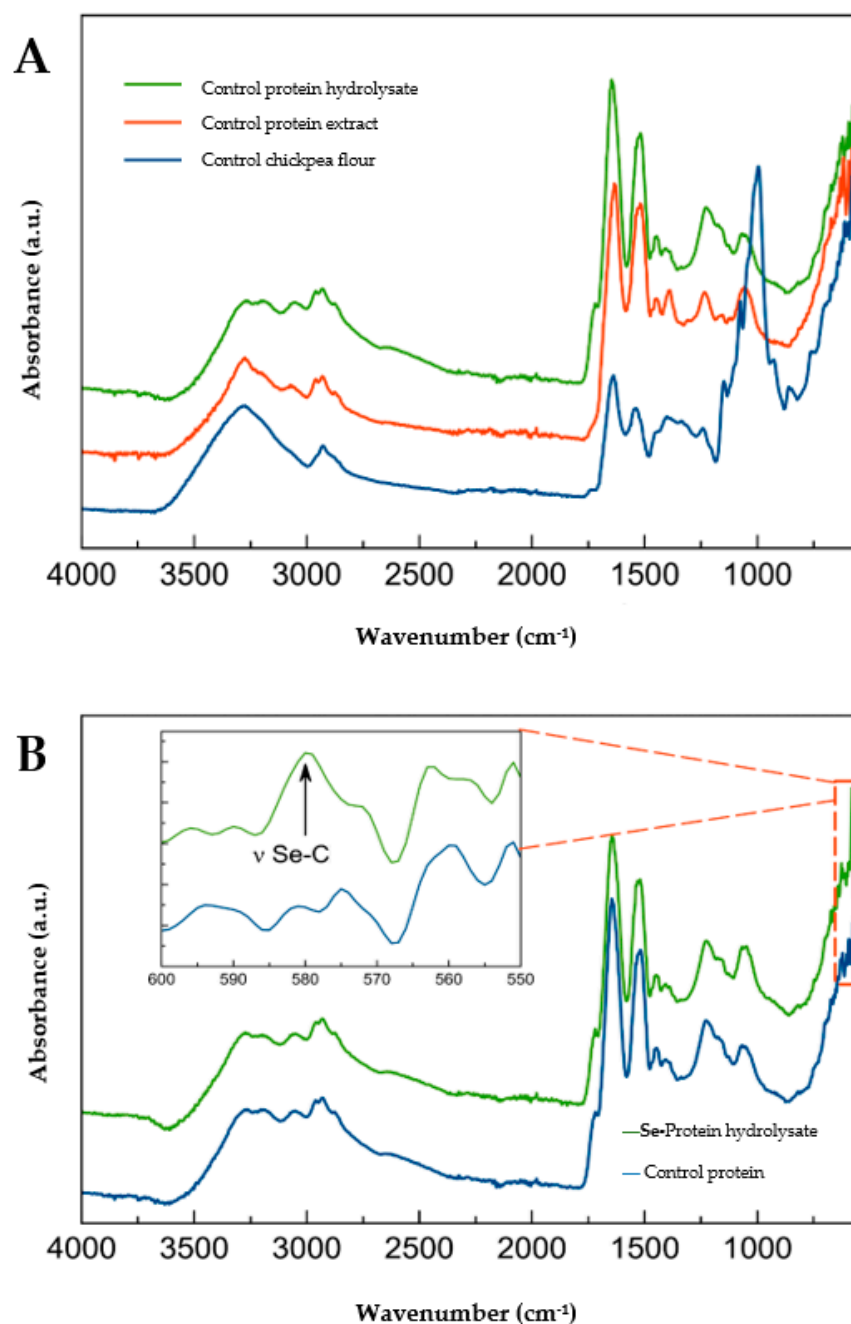 A
Control protein hydrolysate
Control protein extract
Control chickpea flour
Absorbance (a.u.)
4000 3500 3000 2500 2000 1500 1000
Wavenumber (cm⁻¹)
B
ν Se-C
600 590 580 570 560 550
Absorbance (a.u.)
Se-Protein hydrolysate
Control protein
4000 3500 3000 2500 2000 1500 1000
Wavenumber (cm⁻¹)